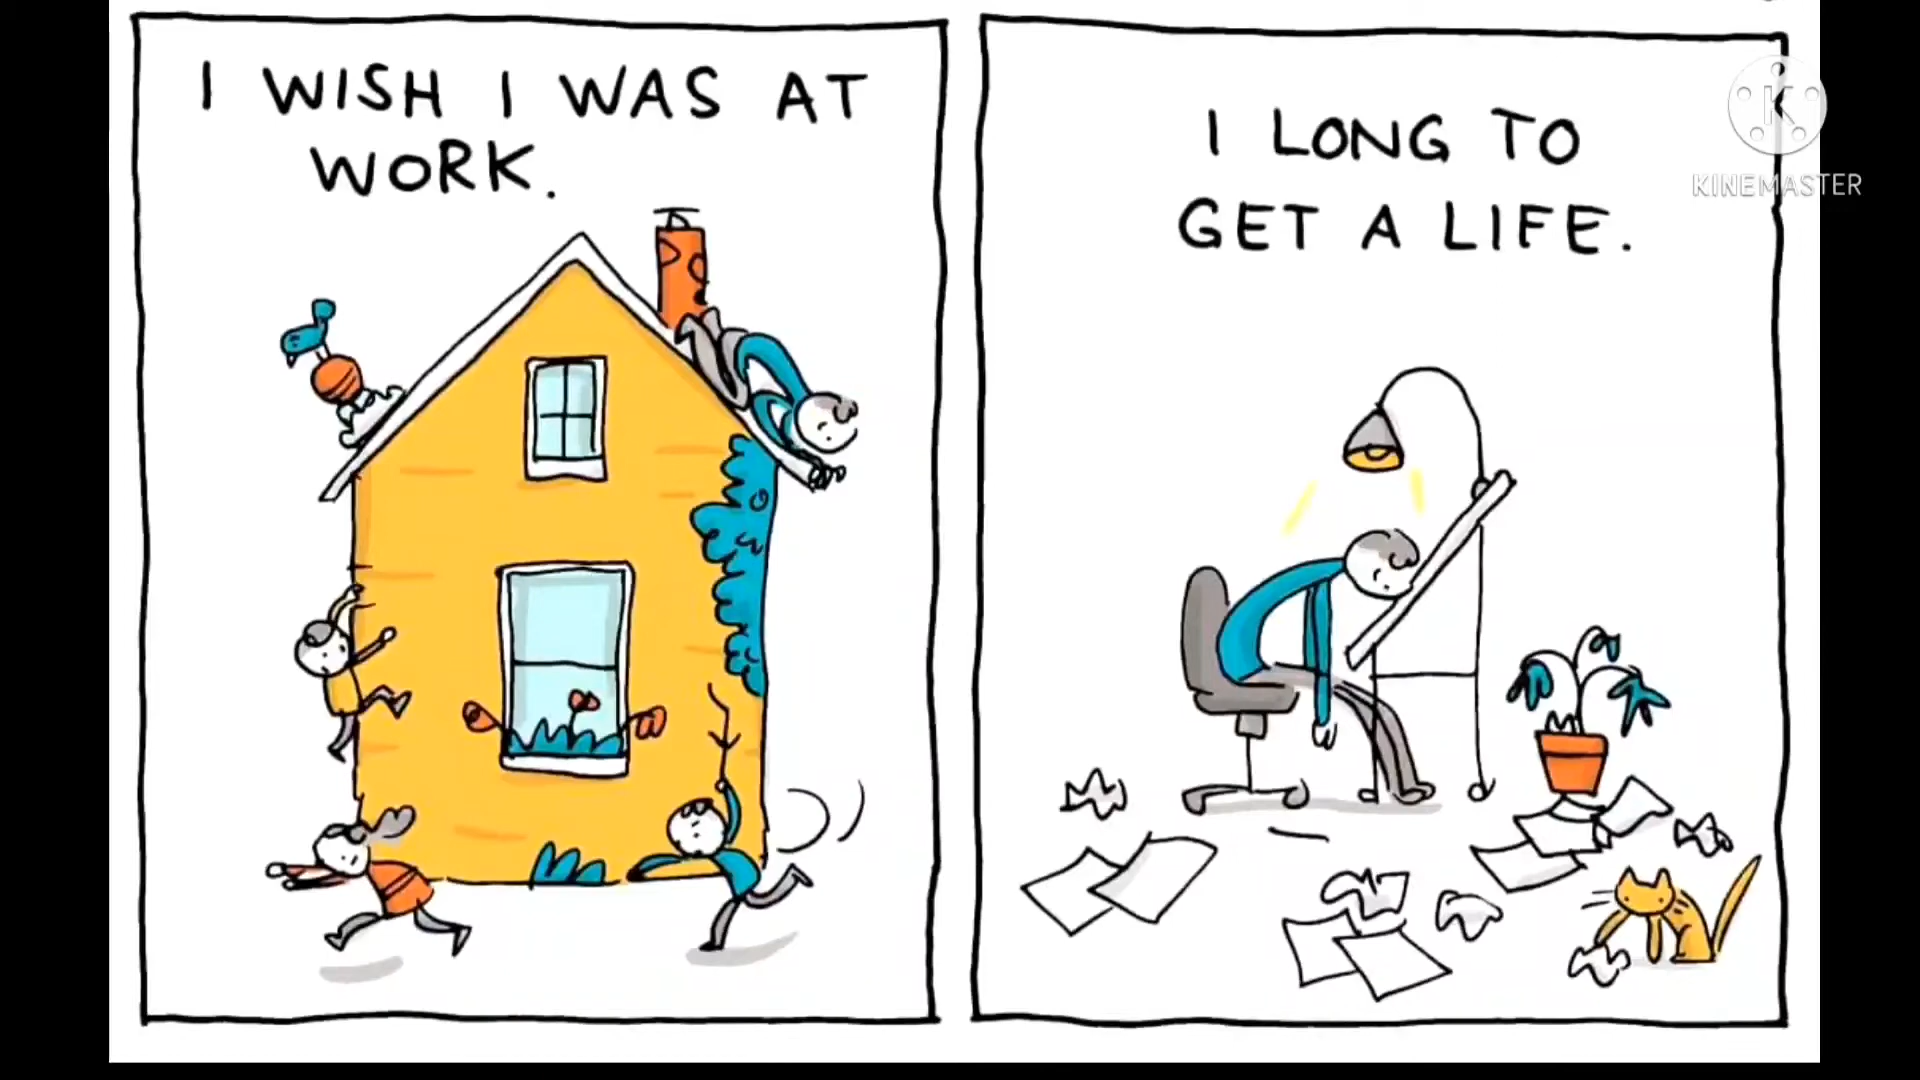 I WISH I WAS AT
WORK.
I LONG TO
GET A LIFE.
K
KINEMASTER